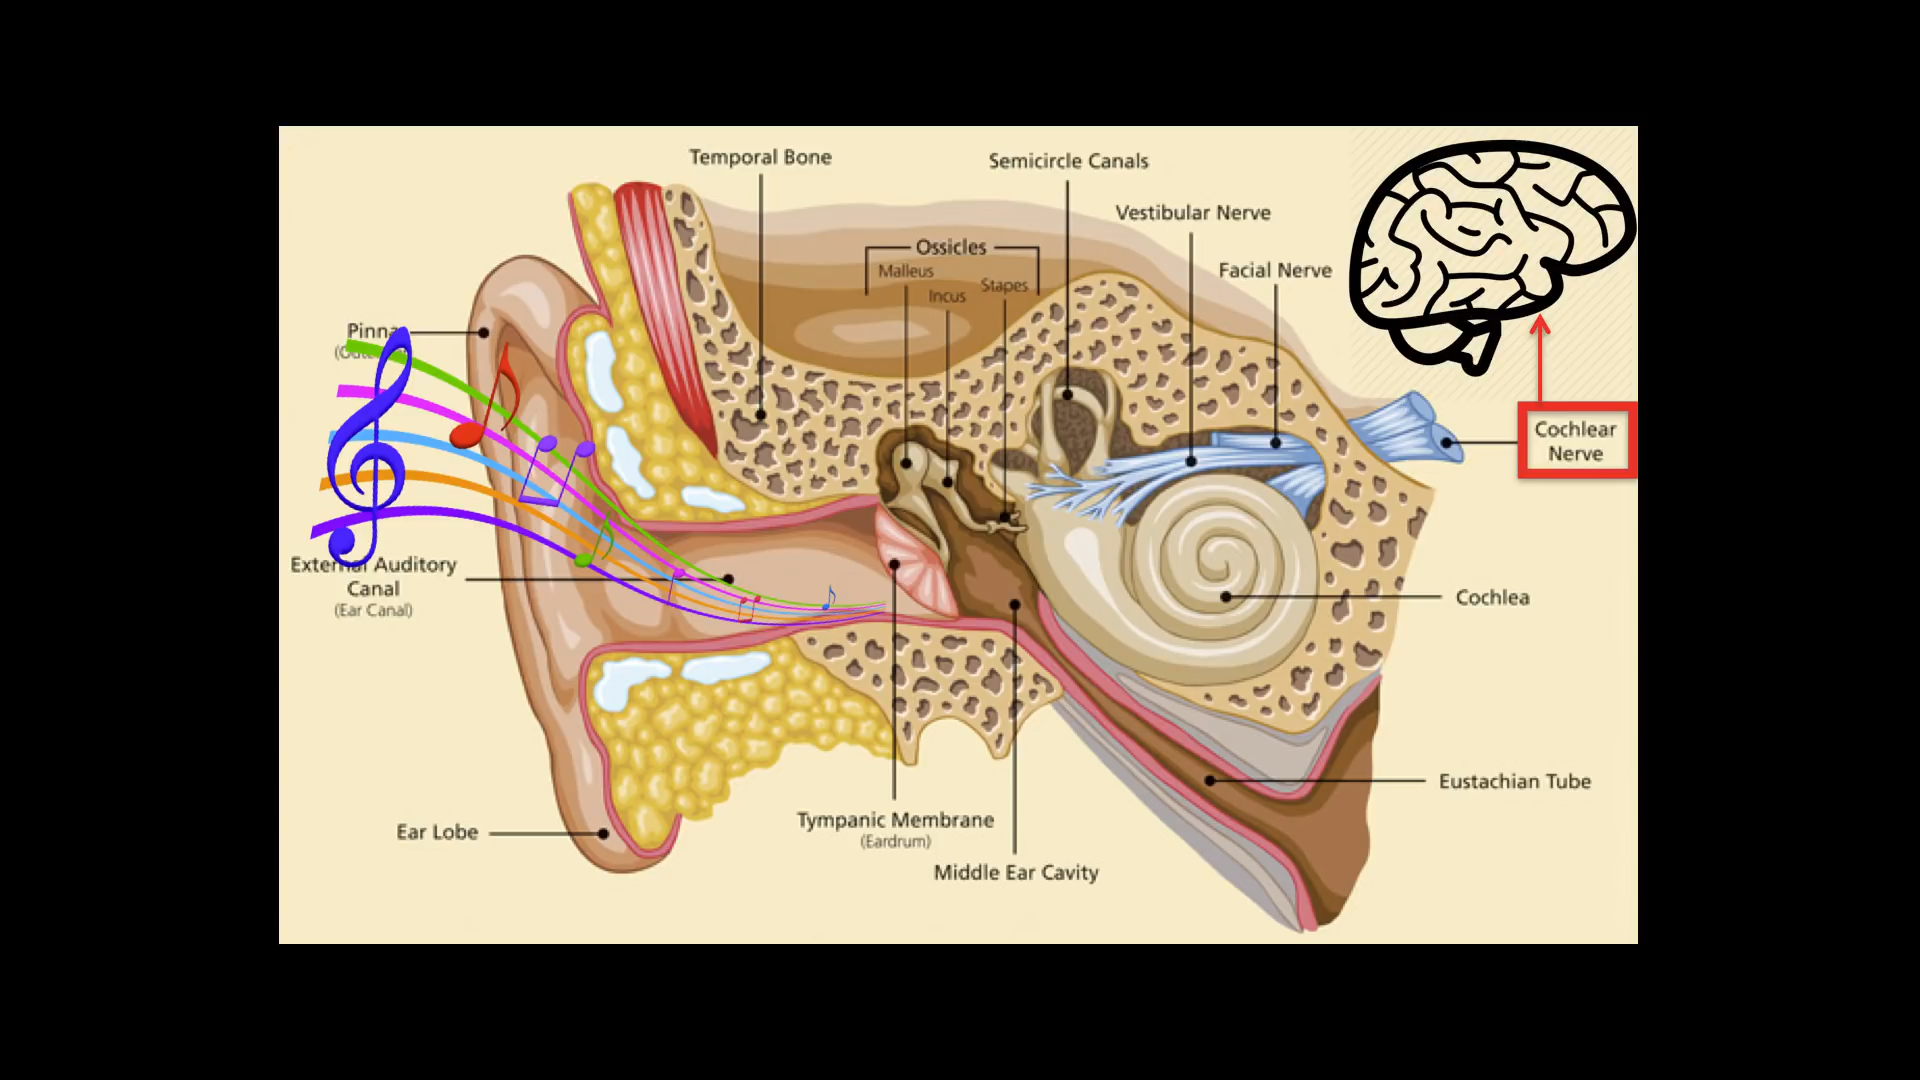 Temporal Bone
Semicircle Canals
Vestibular Nerve
Ossicles
Malleus
Incus
Stapes
Facial Nerve
Pinna
Cochlear
Nerve
External Auditory
Canal
(Ear Canal)
Cochlea
Eustachian Tube
Ear Lobe
Tympanic Membrane
(Eardrum)
Middle Ear Cavity